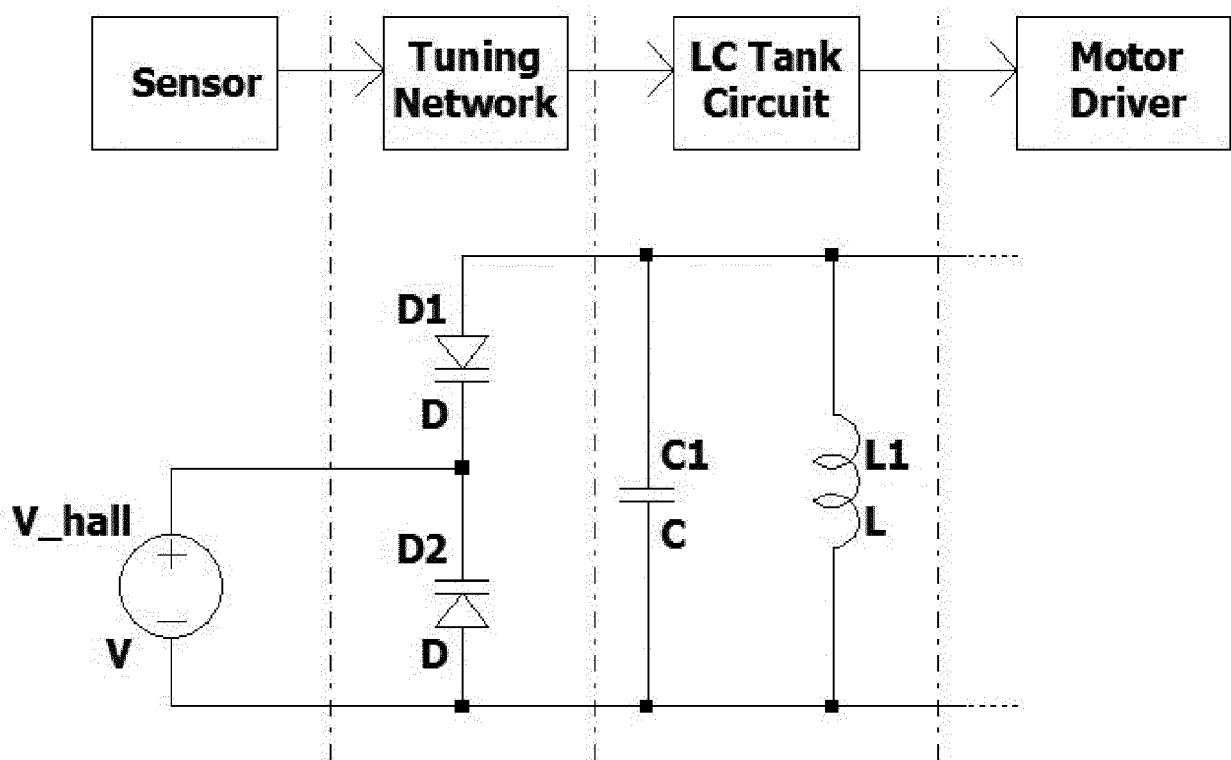 Sensor
Tuning
Network
LC Tank
Circuit
Motor
Driver
D1
D
V_hall
V
D2
D
C1
C
L1
L